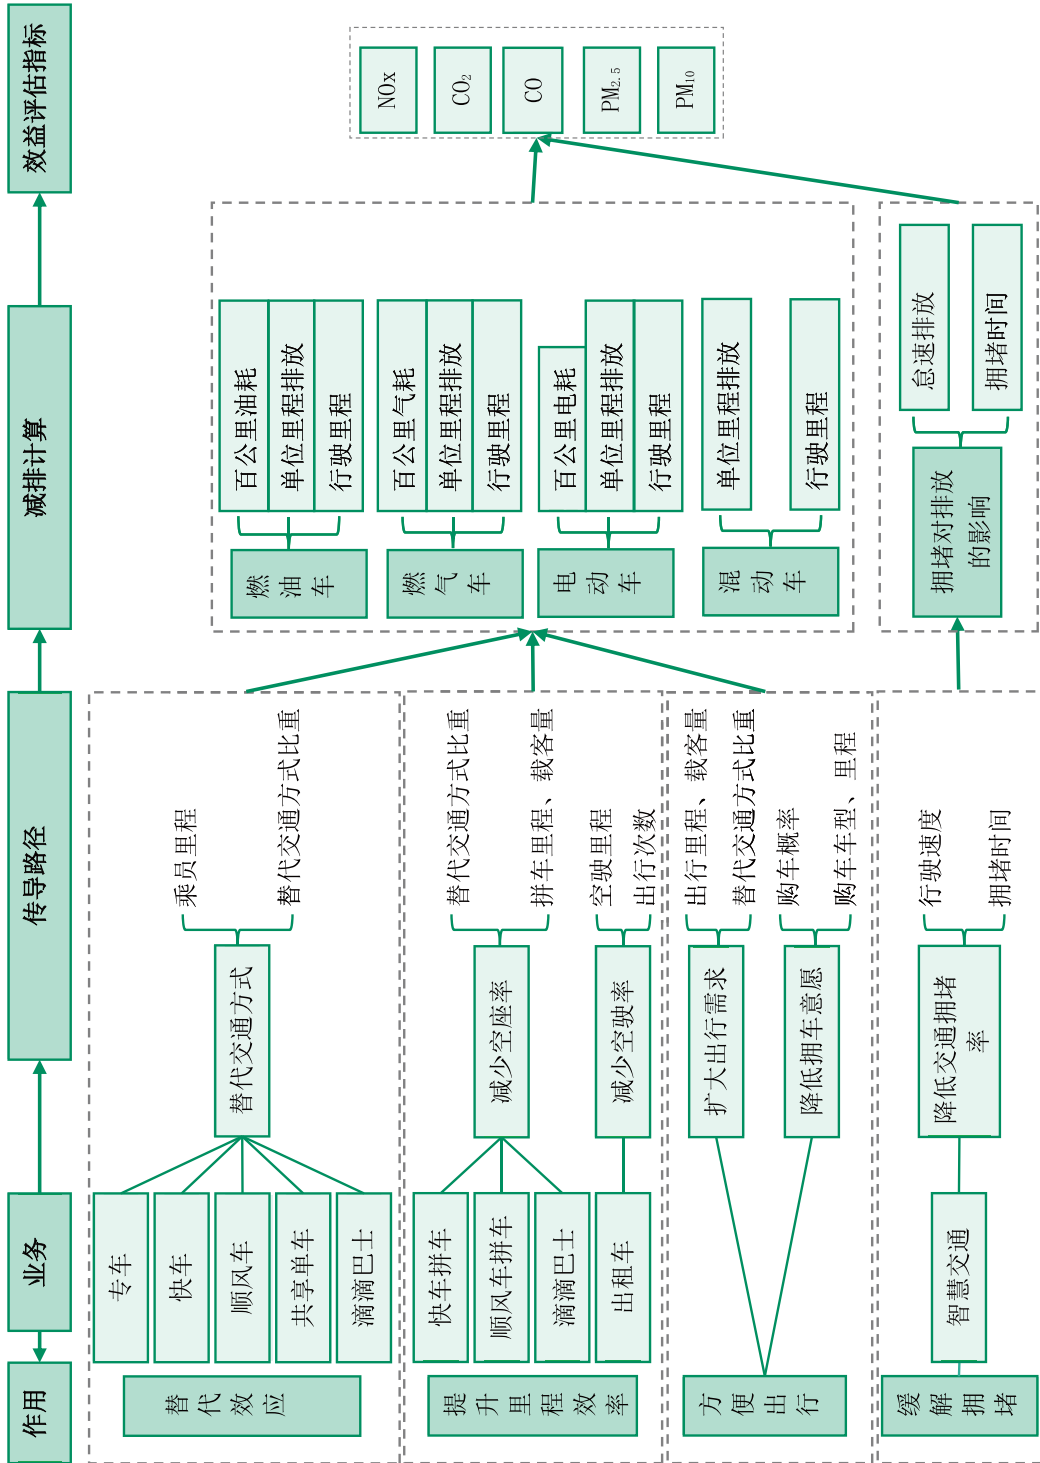 作用
业务
传导路径
减排计算
效益评估指标
替代效应
专车
快车
顺风车
共享单车
滴滴巴士
替代交通方式
乘员里程
替代交通方式比重
提升里程效率
快车拼车
顺风车拼车
滴滴巴士
出租车
减少空座率
减少空驶率
替代交通方式比重
拼车里程、载客量
空驶里程
出行次数
方便出行
扩大出行需求
降低拥车意愿
出行里程、载客量
替代交通方式比重
购车概率
购车车型、里程
缓解拥堵
智慧交通
降低交通拥堵
率
行驶速度
拥堵时间
燃油车
百公里油耗
单位里程排放
行驶里程
燃气车
百公里气耗
单位里程排放
行驶里程
电动车
百公里电耗
单位里程排放
行驶里程
混动车
单位里程排放
行驶里程
拥堵对排放
的影响
怠速排放
拥堵时间
NOx
CO₂
CO
PM₂.₅
PM₁₀